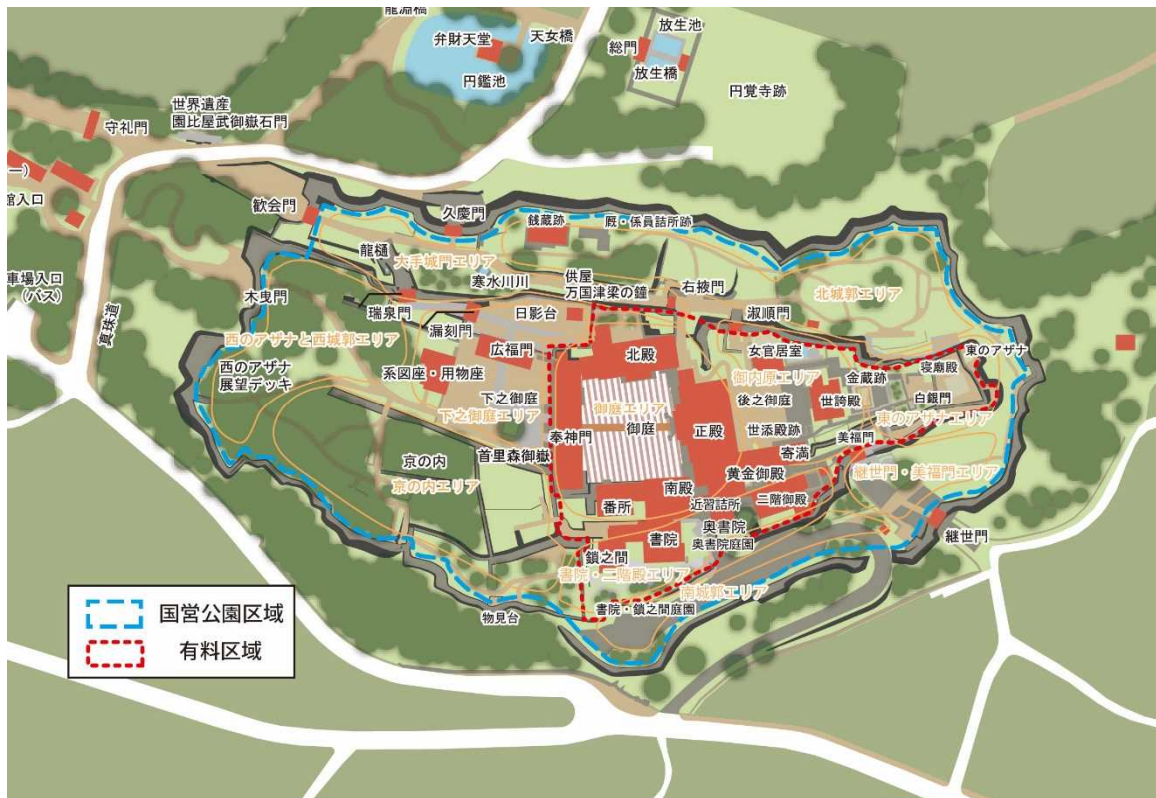 龍淵橋
弁財天堂
天女橋
円鑑池
放生池
総門
放生橋
円覚寺跡
世界遺産
園比屋武御嶽石門
守礼門
ー)
館入口
車場入口
(バス)
真珠道
歓会門
久慶門
銭蔵跡
厩・係員詰所跡
龍樋
大手城門エリア
寒水川川
供屋
万国津梁の鐘
右掖門
北城郭エリア
木曳門
瑞泉門
日影台
淑順門
漏刻門
西のアザナと西城郭エリア
広福門
北殿
女官居室
東のアザナ
寝廟殿
金蔵跡
西のアザナ
展望デッキ
系図座・用物座
御内原エリア
白銀門
下之御庭
下之御庭エリア
御庭エリア
御庭
後之御庭
世誇殿
東のアザナエリア
奉神門
正殿
世添殿跡
美福門
首里森御嶽
寄満
京の内
京の内エリア
黄金御殿
継世門・美福門エリア
南殿
番所
近習詰所
二階御殿
書院
奥書院
奥書院庭園
継世門
鎖之間
書院・二階殿エリア
南城郭エリア
物見台
書院・鎖之間庭園
国営公園区域
有料区域